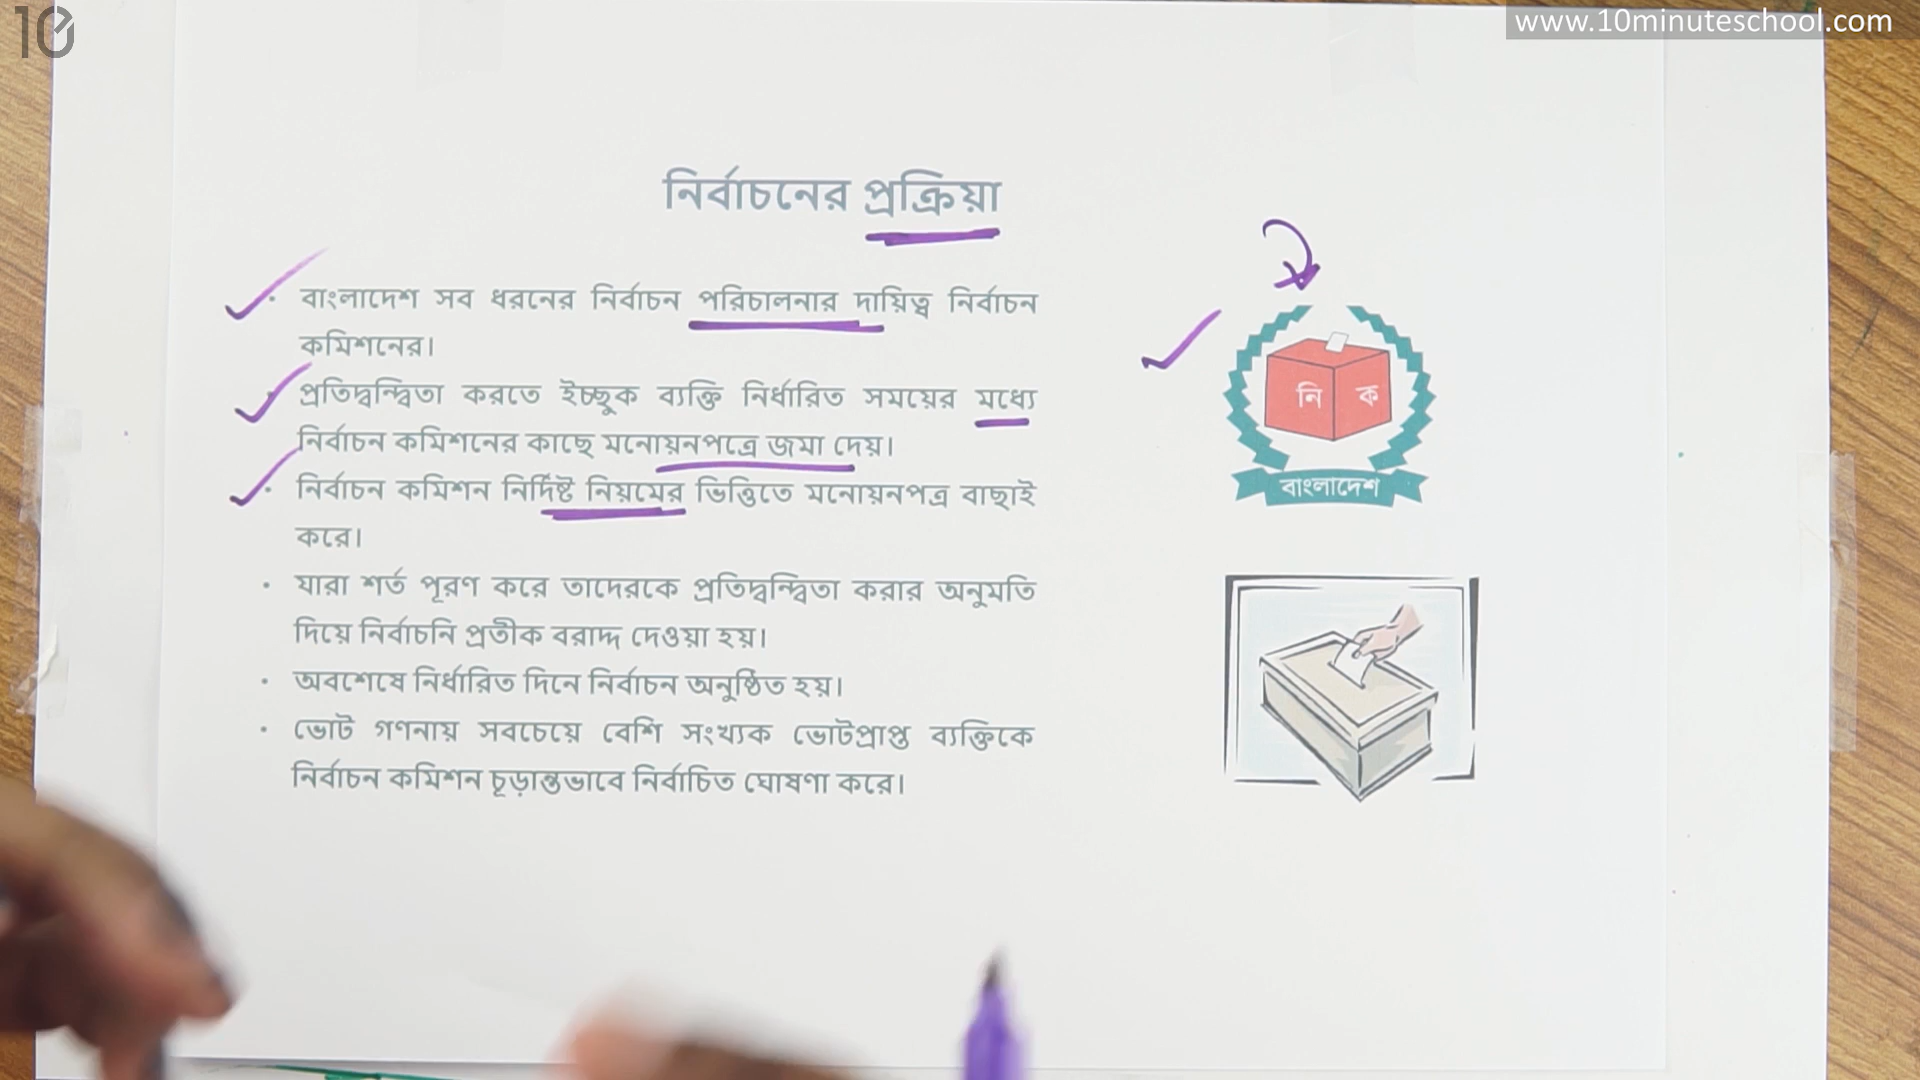 10
www.10minuteschool.com
নির্বাচনের প্রক্রিয়া
• বাংলাদেশ সব ধরনের নির্বাচন পরিচালনার দায়িত্ব নির্বাচন
কমিশনের।
প্রতিদ্বন্দ্বিতা করতে ইচ্ছুক ব্যক্তি নির্ধারিত সময়ের মধ্যে
নির্বাচন কমিশনের কাছে মনোয়নপত্রে জমা দেয়।
• নির্বাচন কমিশন নির্দিষ্ট নিয়মের ভিত্তিতে মনোয়নপত্র বাছাই
করে।
• যারা শর্ত পূরণ করে তাদেরকে প্রতিদ্বন্দ্বিতা করার অনুমতি
দিয়ে নির্বাচনি প্রতীক বরাদ্দ দেওয়া হয়।
• অবশেষে নির্ধারিত দিনে নির্বাচন অনুষ্ঠিত হয়।
• ভোট গণনায় সবচেয়ে বেশি সংখ্যক ভোটপ্রাপ্ত ব্যক্তিকে
নির্বাচন কমিশন চূড়ান্তভাবে নির্বাচিত ঘোষণা করে।
নি ক
বাংলাদেশ